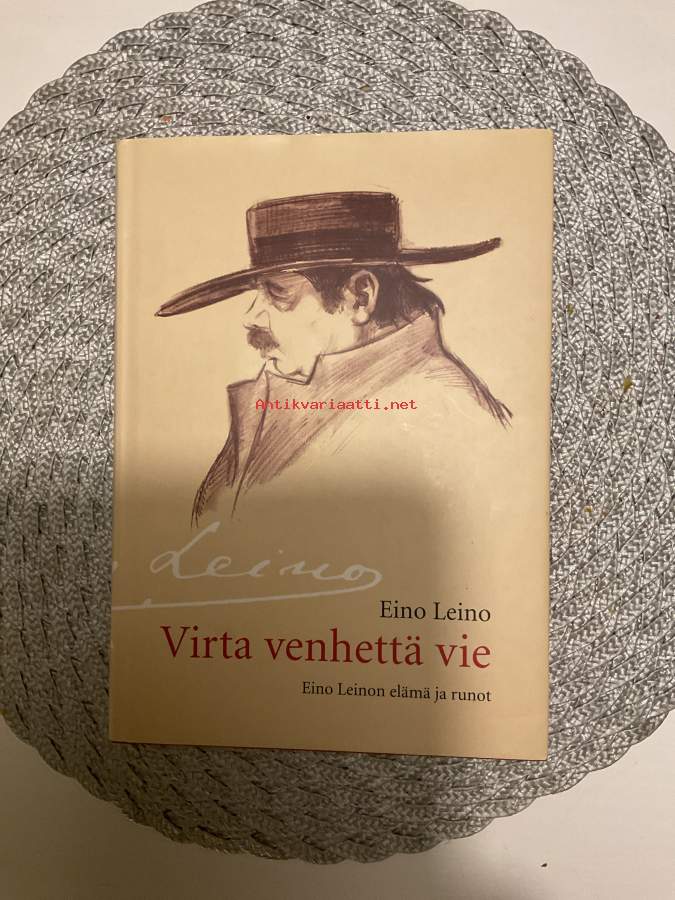 Antikvariaatti.net
Leino
Eino Leino
Virta venhettä vie
Eino Leinon elämä ja runot